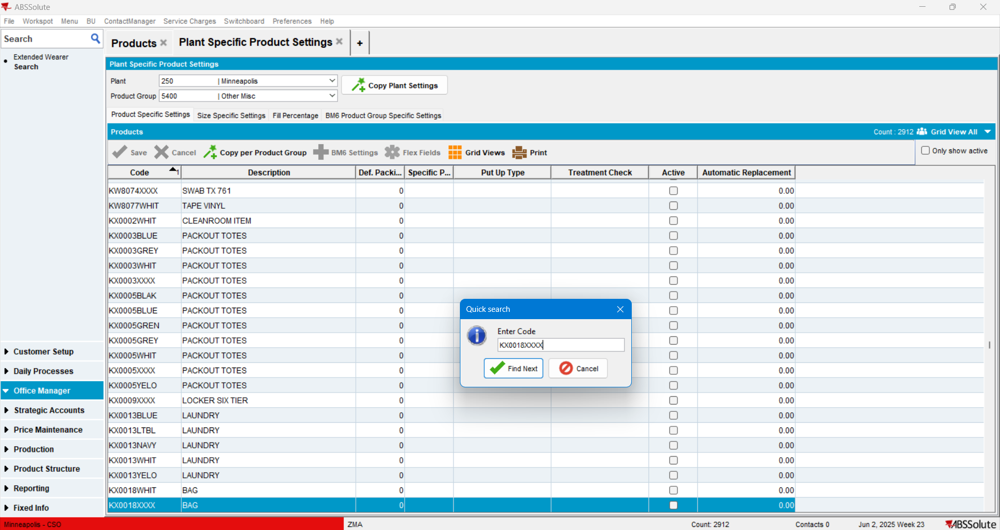 ABSSolute
File Workspot Menu BU ContactManager Service Charges Switchboard Preferences Help
Search
Products Plant Specific Product Settings +
Extended Wearer
Search
Plant Specific Product Settings
Plant 250 | Minneapolis
Copy Plant Settings
Product Group 5400 | Other Misc
Product Specific Settings Size Specific Settings Fill Percentage BM6 Product Group Specific Settings
Products Count : 2912 Grid View All
Save Cancel Copy per Product Group BM6 Settings Flex Fields Grid Views Print Only show active
Code 1 Description Def. Packi... Specific P... Put Up Type Treatment Check Active Automatic Replacement
KW8074XXXX SWAB TX 761 0 0.00
KW8077WHIT TAPE VINYL 0 0.00
KX0002WHIT CLEANROOM ITEM 0 0.00
KX0003BLUE PACKOUT TOTES 0 0.00
KX0003GREY PACKOUT TOTES 0 0.00
KX0003WHIT PACKOUT TOTES 0 0.00
KX0003XXXX PACKOUT TOTES 0 0.00
KX0005BLAK PACKOUT TOTES 0 0.00
KX0005BLUE PACKOUT TOTES 0 0.00
KX0005GREN PACKOUT TOTES 0 0.00
KX0005GREY PACKOUT TOTES 0 0.00
KX0005WHIT PACKOUT TOTES 0 0.00
KX0005XXXX PACKOUT TOTES 0 0.00
KX0005YELO PACKOUT TOTES 0 0.00
KX0009XXXX LOCKER SIX TIER 0 0.00
KX0013BLUE LAUNDRY 0 0.00
KX0013LTBL LAUNDRY 0 0.00
KX0013NAVY LAUNDRY 0 0.00
KX0013WHIT LAUNDRY 0 0.00
KX0013YELO LAUNDRY 0 0.00
KX0018WHIT BAG 0 0.00
KX0018XXXX BAG 0 0.00
Quick search
Enter Code
KX0018XXXX
Find Next Cancel
Customer Setup
Daily Processes
Office Manager
Strategic Accounts
Price Maintenance
Production
Product Structure
Reporting
Fixed Info
Minneapolis - CSO ZMA Count: 2912 Contacts 0 Jun 2, 2025 Week 23 ABSSolute